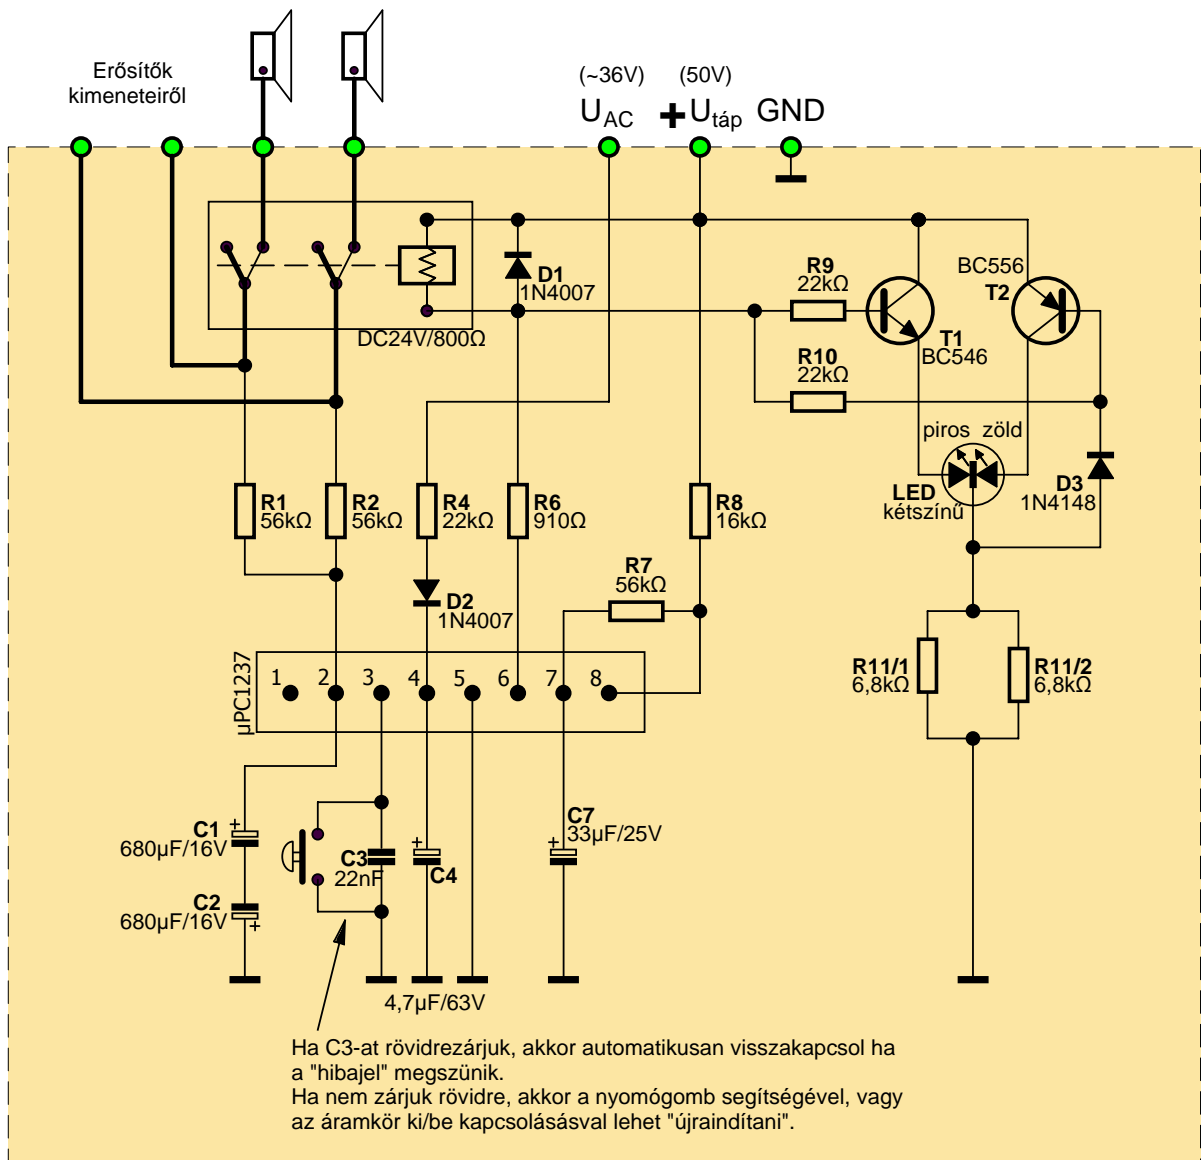 Erősítők
kimeneteiről
(~36V)
(50V)
UAC
+Utáp
GND
D1
1N4007
DC24V/800Ω
R9
22kΩ
BC556
T2
T1
BC546
R10
22kΩ
piros zöld
LED
kétszínű
D3
1N4148
R1
56kΩ
R2
56kΩ
R4
22kΩ
R6
910Ω
R8
16kΩ
R7
56kΩ
D2
1N4007
µPC1237
1 2 3 4 5 6 7 8
R11/1
6,8kΩ
R11/2
6,8kΩ
C1
680µF/16V
C2
680µF/16V
C3
22nF
C4
C7
33µF/25V
4,7µF/63V
Ha C3-at rövidrezárjuk, akkor automatikusan visszakapcsol ha
a "hibajel" megszünik.
Ha nem zárjuk rövidre, akkor a nyomógomb segítségével, vagy
az áramkör ki/be kapcsolásásval lehet "újraindítani".